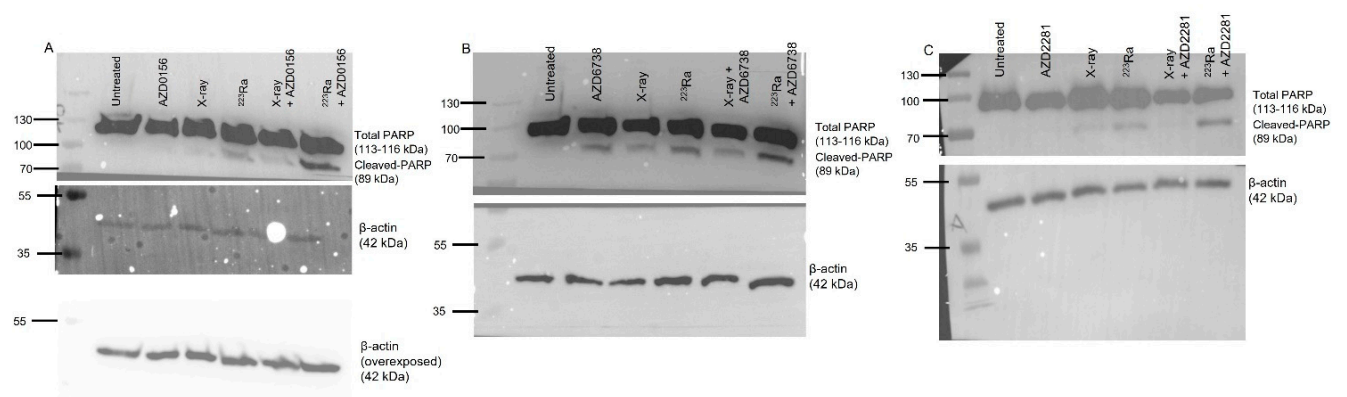 A
Untreated
AZD0156
X-ray
²²³Ra
X-ray
+ AZD0156
²²³Ra
+ AZD0156
130
100
70
Total PARP
(113-116 kDa)
Cleaved-PARP
(89 kDa)
55
35
β-actin
(42 kDa)
55
β-actin
(overexposed)
(42 kDa)
B
Untreated
AZD6738
X-ray
²²³Ra
X-ray +
AZD6738
²²³Ra
+ AZD6738
130
100
70
Total PARP
(113-116 kDa)
Cleaved-PARP
(89 kDa)
55
35
β-actin
(42 kDa)
C
Untreated
AZD2281
X-ray
²²³Ra
X-ray
+ AZD2281
²²³Ra
+ AZD2281
130
100
70
Total PARP
(113-116 kDa)
Cleaved-PARP
(89 kDa)
55
35
β-actin
(42 kDa)